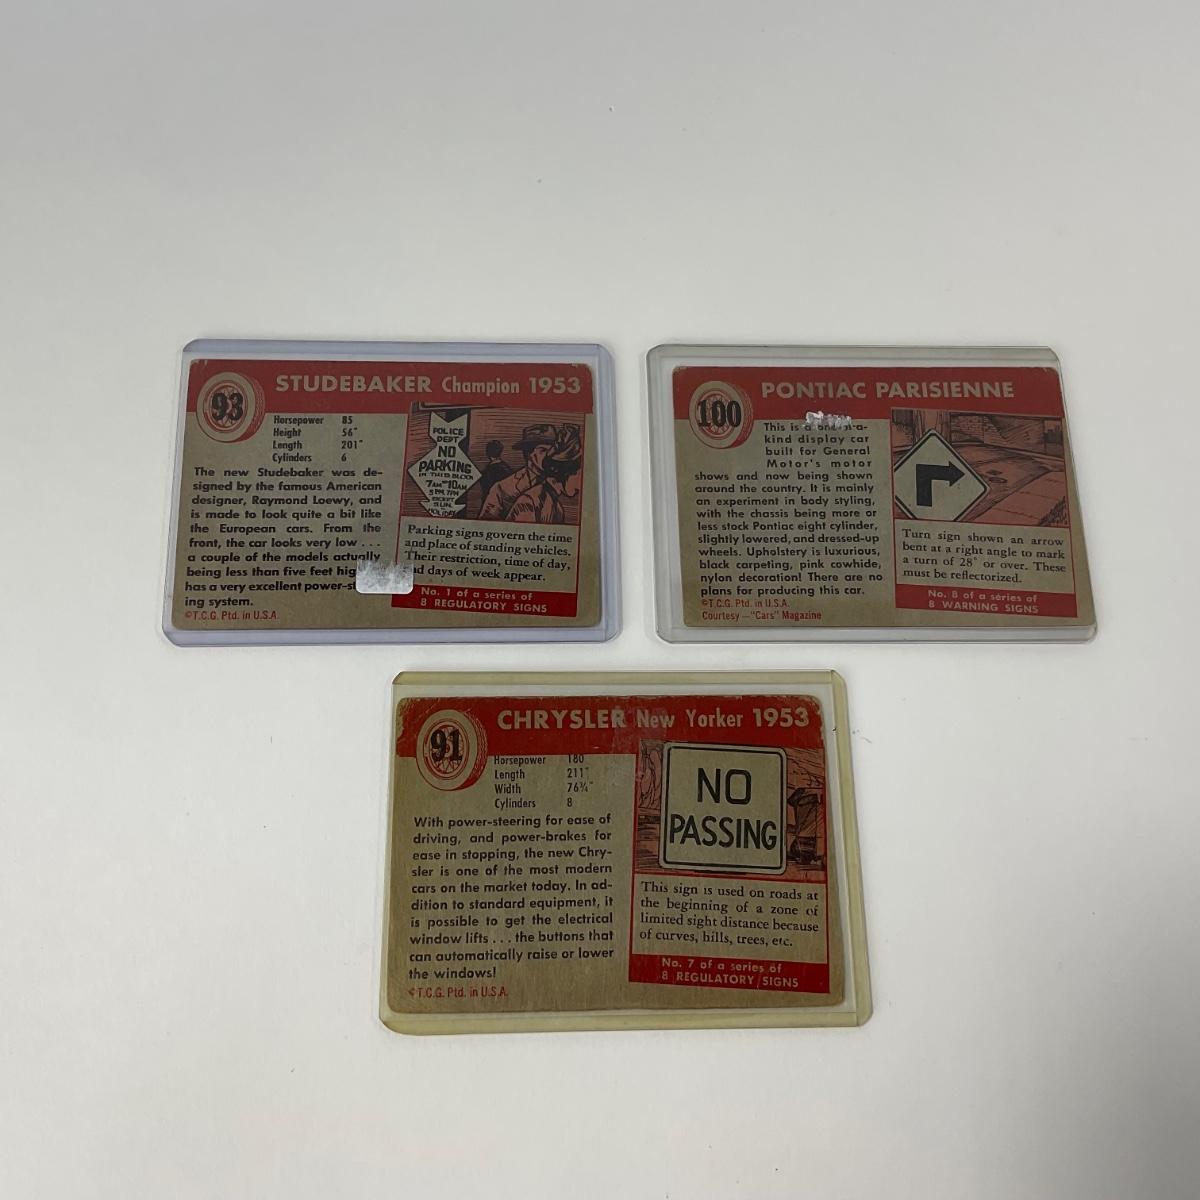 93
STUDEBAKER Champion 1953
Horsepower 85
Height 56"
Length 201"
Cylinders 6
The new Studebaker was de-
signed by the famous American
designer, Raymond Loewy, and
is made to look quite a bit like
the European cars. From the
front, the car looks very low . . .
a couple of the models actually
being less than five feet
has a very excellent
ing system.
©T.C.G. Ptd. in U.S.A.
POLICE
DEPT
NO
PARKING
IN THIS BLOCK
7AM - 10AM
5PM. 7PM
EXCEPT
SUN.
HOLIDAY
Parking signs govern the time
and place of standing vehicles.
Their restriction, time of day,
days of week appear.
No. 1 of a series of
8 REGULATORY SIGNS
100
PONTIAC PARISIENNE
This is a
kind display car
built for General
Motor's motor
shows and now being shown
around the country. It is mainly
an experiment in body styling,
with the chassis being more or
less stock Pontiac eight cylinder,
slightly lowered, and dressed-up
wheels. Upholstery is luxurious,
black carpeting, pink cowhide,
nylon decoration! There are no
plans for producing this car.
©T.C.G. Ptd. in U.S.A.
Courtesy — "Cars" Magazine
Turn sign shown an arrow
bent at a right angle to mark
a turn of 28° or over. These
must be reflectorized.
No. 8 of a series of
8 WARNING SIGNS
91
CHRYSLER New Yorker 1953
Horsepower 180
Length 211"
Width 76¾"
Cylinders 8
With power-steering for ease of
driving, and power-brakes for
ease in stopping, the new Chry-
sler is one of the most modern
cars on the market today. In ad-
dition to standard equipment, it
is possible to get the electrical
window lifts . . . the buttons that
can automatically raise or lower
the windows!
©T.C.G. Ptd. in U.S.A.
NO
PASSING
This sign is used on roads at
the beginning of a zone of
limited sight distance because
of curves, hills, trees, etc.
No. 7 of a series of
8 REGULATORY SIGNS